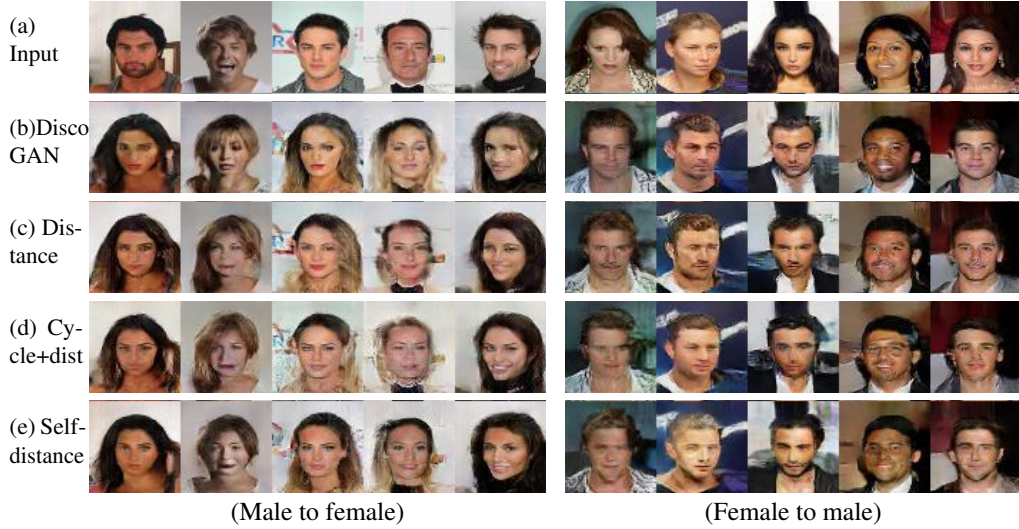 (a)
Input
(b)Disco
GAN
(c) Dis-
tance
(d) Cy-
cle+dist
(e) Self-
distance
(Male to female)
(Female to male)